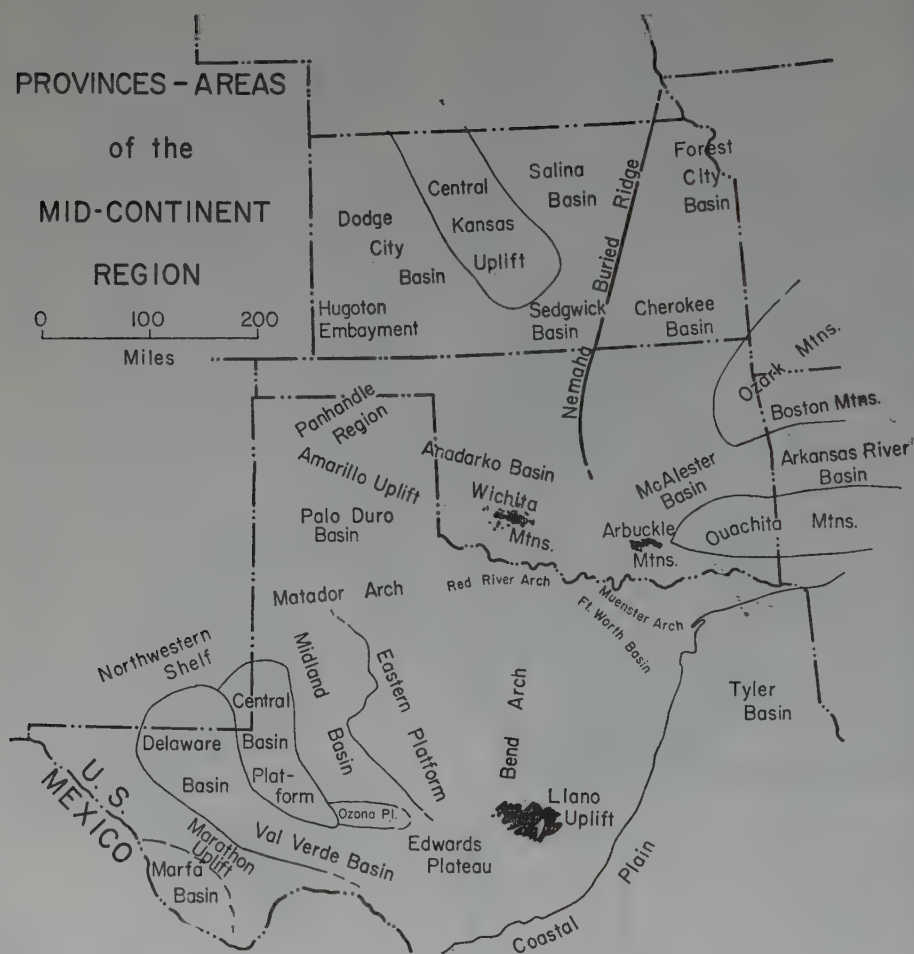 PROVINCES - AREAS
of the
MID-CONTINENT
REGION
0 100 200
Miles
Dodge
City
Basin
Hugoton
Embayment
Central
Kansas
Uplift
Salina
Basin
Sedgwick
Basin
Nemaha Buried Ridge
Forest
City
Basin
Cherokee
Basin
Ozark Mtns.
Boston Mtns.
Arkansas River
Basin
McAlester
Basin
Ouachita Mtns.
Arbuckle
Mtns.
Panhandle
Region
Amarillo Uplift
Anadarko Basin
Wichita
Mtns.
Palo Duro
Basin
Red River Arch
Muenster Arch
Ft. Worth Basin
Matador Arch
Northwestern
Shelf
Midland
Basin
Eastern Platform
Central
Basin
Plat-
form
Delaware
Basin
Ozona Pl.
Bend Arch
Llano
Uplift
Tyler
Basin
U. S.
MEXICO
Marathon
Uplift
Val Verde Basin
Marfa
Basin
Edwards
Plateau
Coastal Plain